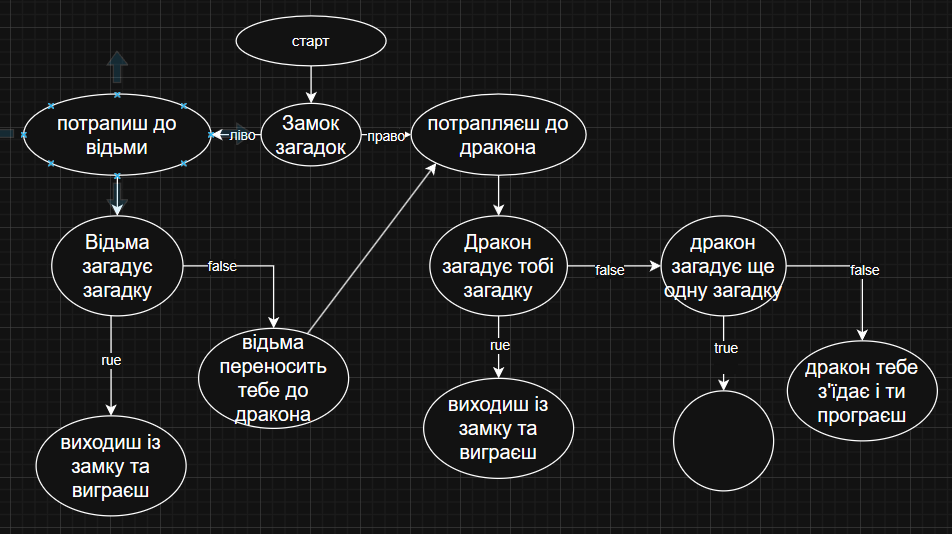 старт
потрапиш до
відьми
ліво
Замок
загадок
право
потрапляєш до
дракона
Відьма
загадує
загадку
false
Дракон
загадує тобі
загадку
false
дракон
загадує ще
одну загадку
false
rue
відьма
переносить
тебе до
дракона
rue
true
виходиш із
замку та
виграєш
виходиш із
замку та
виграєш
дракон тебе
з'їдає і ти
програєш